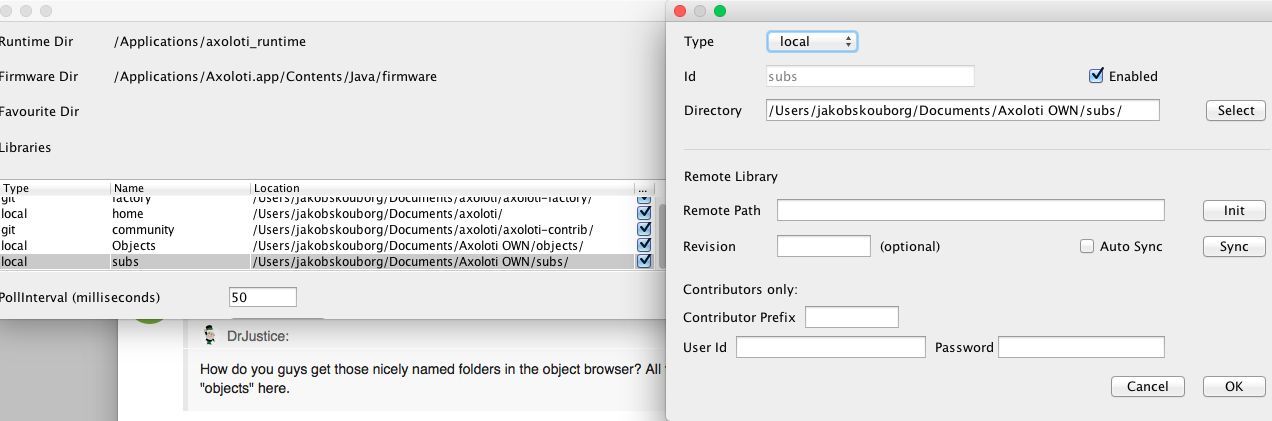 Runtime Dir /Applications/axoloti_runtime
Firmware Dir /Applications/Axoloti.app/Contents/Java/firmware
Favourite Dir
Libraries
Type Name Location ...
git factory /Users/jakobskouborg/Documents/axoloti/axoloti-factory/
local home /Users/jakobskouborg/Documents/axoloti/
git community /Users/jakobskouborg/Documents/axoloti/axoloti-contrib/
local Objects /Users/jakobskouborg/Documents/Axoloti OWN/objects/
local subs /Users/jakobskouborg/Documents/Axoloti OWN/subs/
PollInterval (milliseconds) 50
DrJustice:
How do you guys get those nicely named folders in the object browser? All
"objects" here.
Type local
Id subs Enabled
Directory /Users/jakobskouborg/Documents/Axoloti OWN/subs/ Select
Remote Library
Remote Path Init
Revision (optional) Auto Sync Sync
Contributors only:
Contributor Prefix
User Id Password
Cancel OK